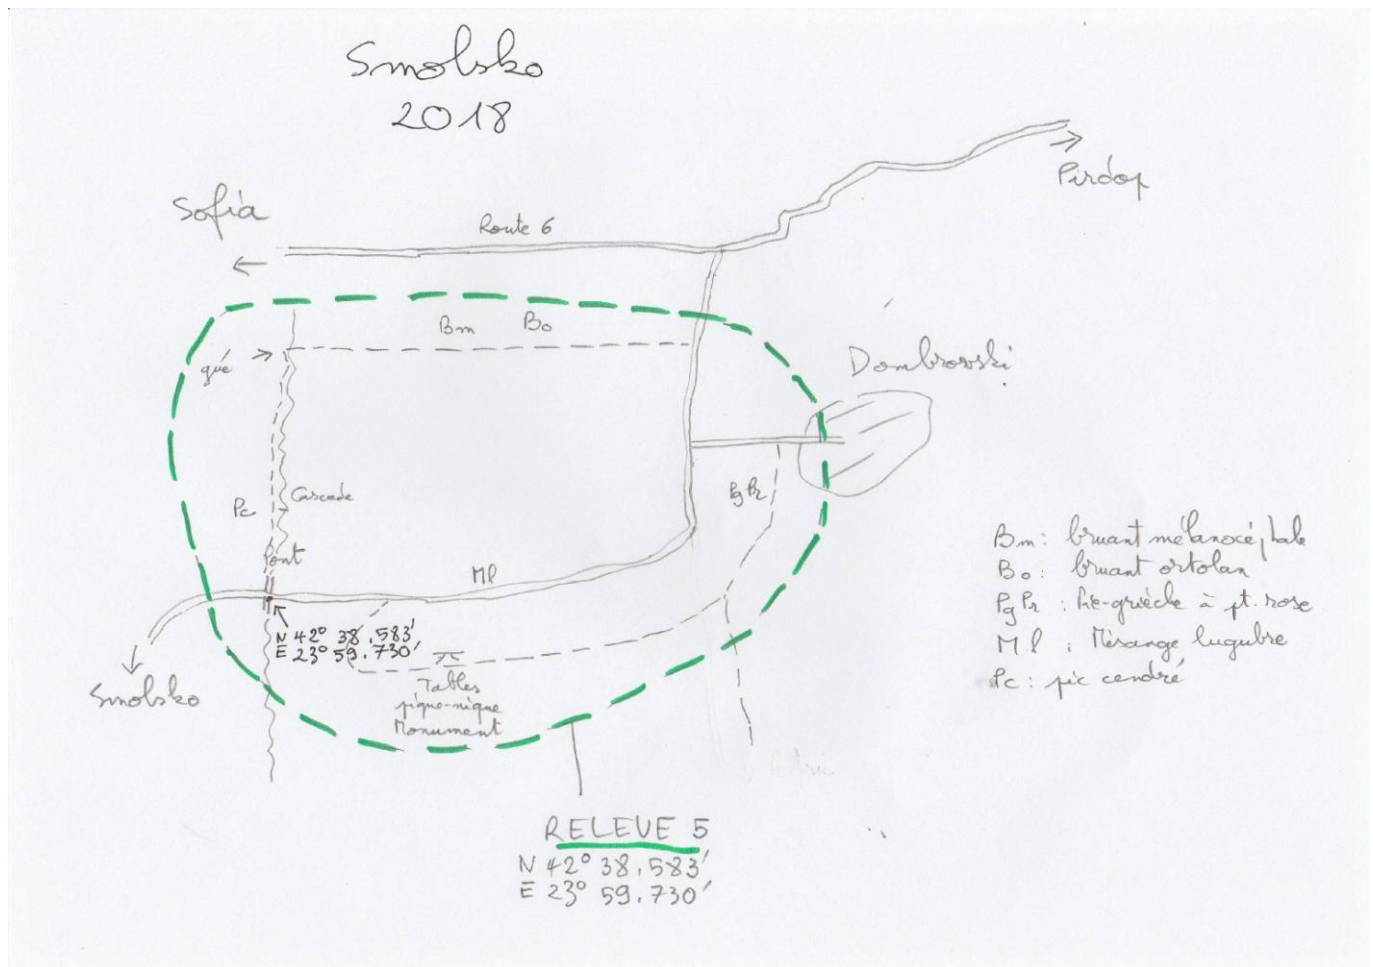 Smolsko
2018
Pirdop
Sofia
Route 6
Bm Bo
gué
Dombrovski
PgPr
Cascade
Pc
Pont
Ml
N 42° 38.583'
E 23° 59.730'
Smolsko
Tables
pique-nique
Monument
Bm : bruant mélanocéphale
Bo : bruant ortolan
PgPr : Pie-grièche à pt. rose
Ml : Mésange lugubre
Pc : pic cendré
RELEVE 5
N 42° 38.583'
E 23° 59.730'